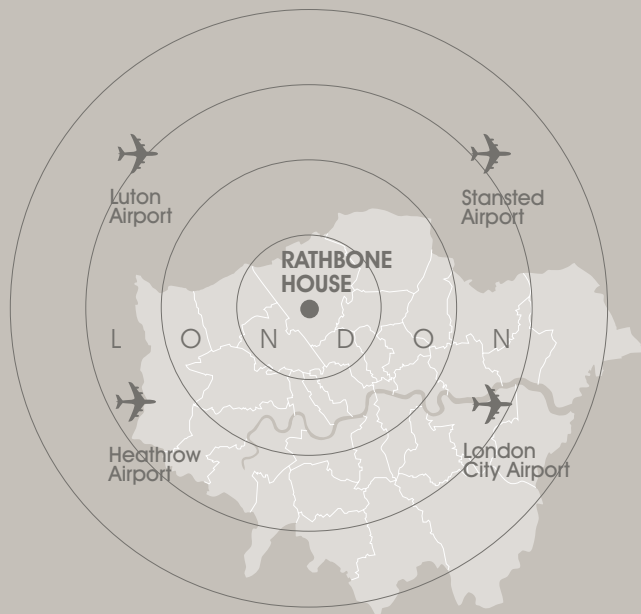 Luton
Airport
Stansted
Airport
RATHBONE
HOUSE
L O N D O N
Heathrow
Airport
London
City Airport